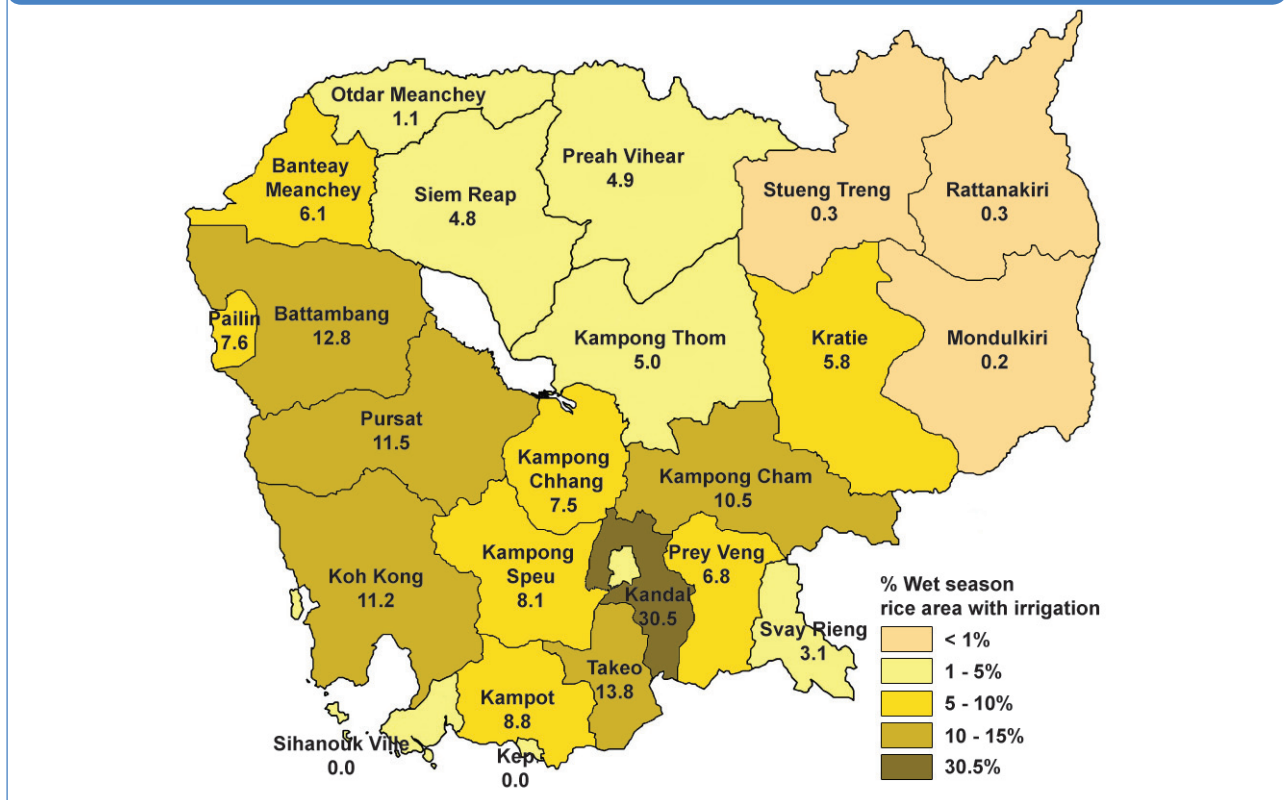 Otdar Meanchey
1.1
Banteay
Meanchey
6.1
Siem Reap
4.8
Preah Vihear
4.9
Stueng Treng
0.3
Rattanakiri
0.3
Pailin
7.6
Battambang
12.8
Kampong Thom
5.0
Kratie
5.8
Mondulkiri
0.2
Pursat
11.5
Kampong
Chhang
7.5
Kampong Cham
10.5
Koh Kong
11.2
Kampong
Speu
8.1
Kandal
30.5
Prey Veng
6.8
Svay Rieng
3.1
Takeo
13.8
Kampot
8.8
Sihanouk Ville
0.0
Kep
0.0
% Wet season
rice area with irrigation
< 1%
1 - 5%
5 - 10%
10 - 15%
30.5%